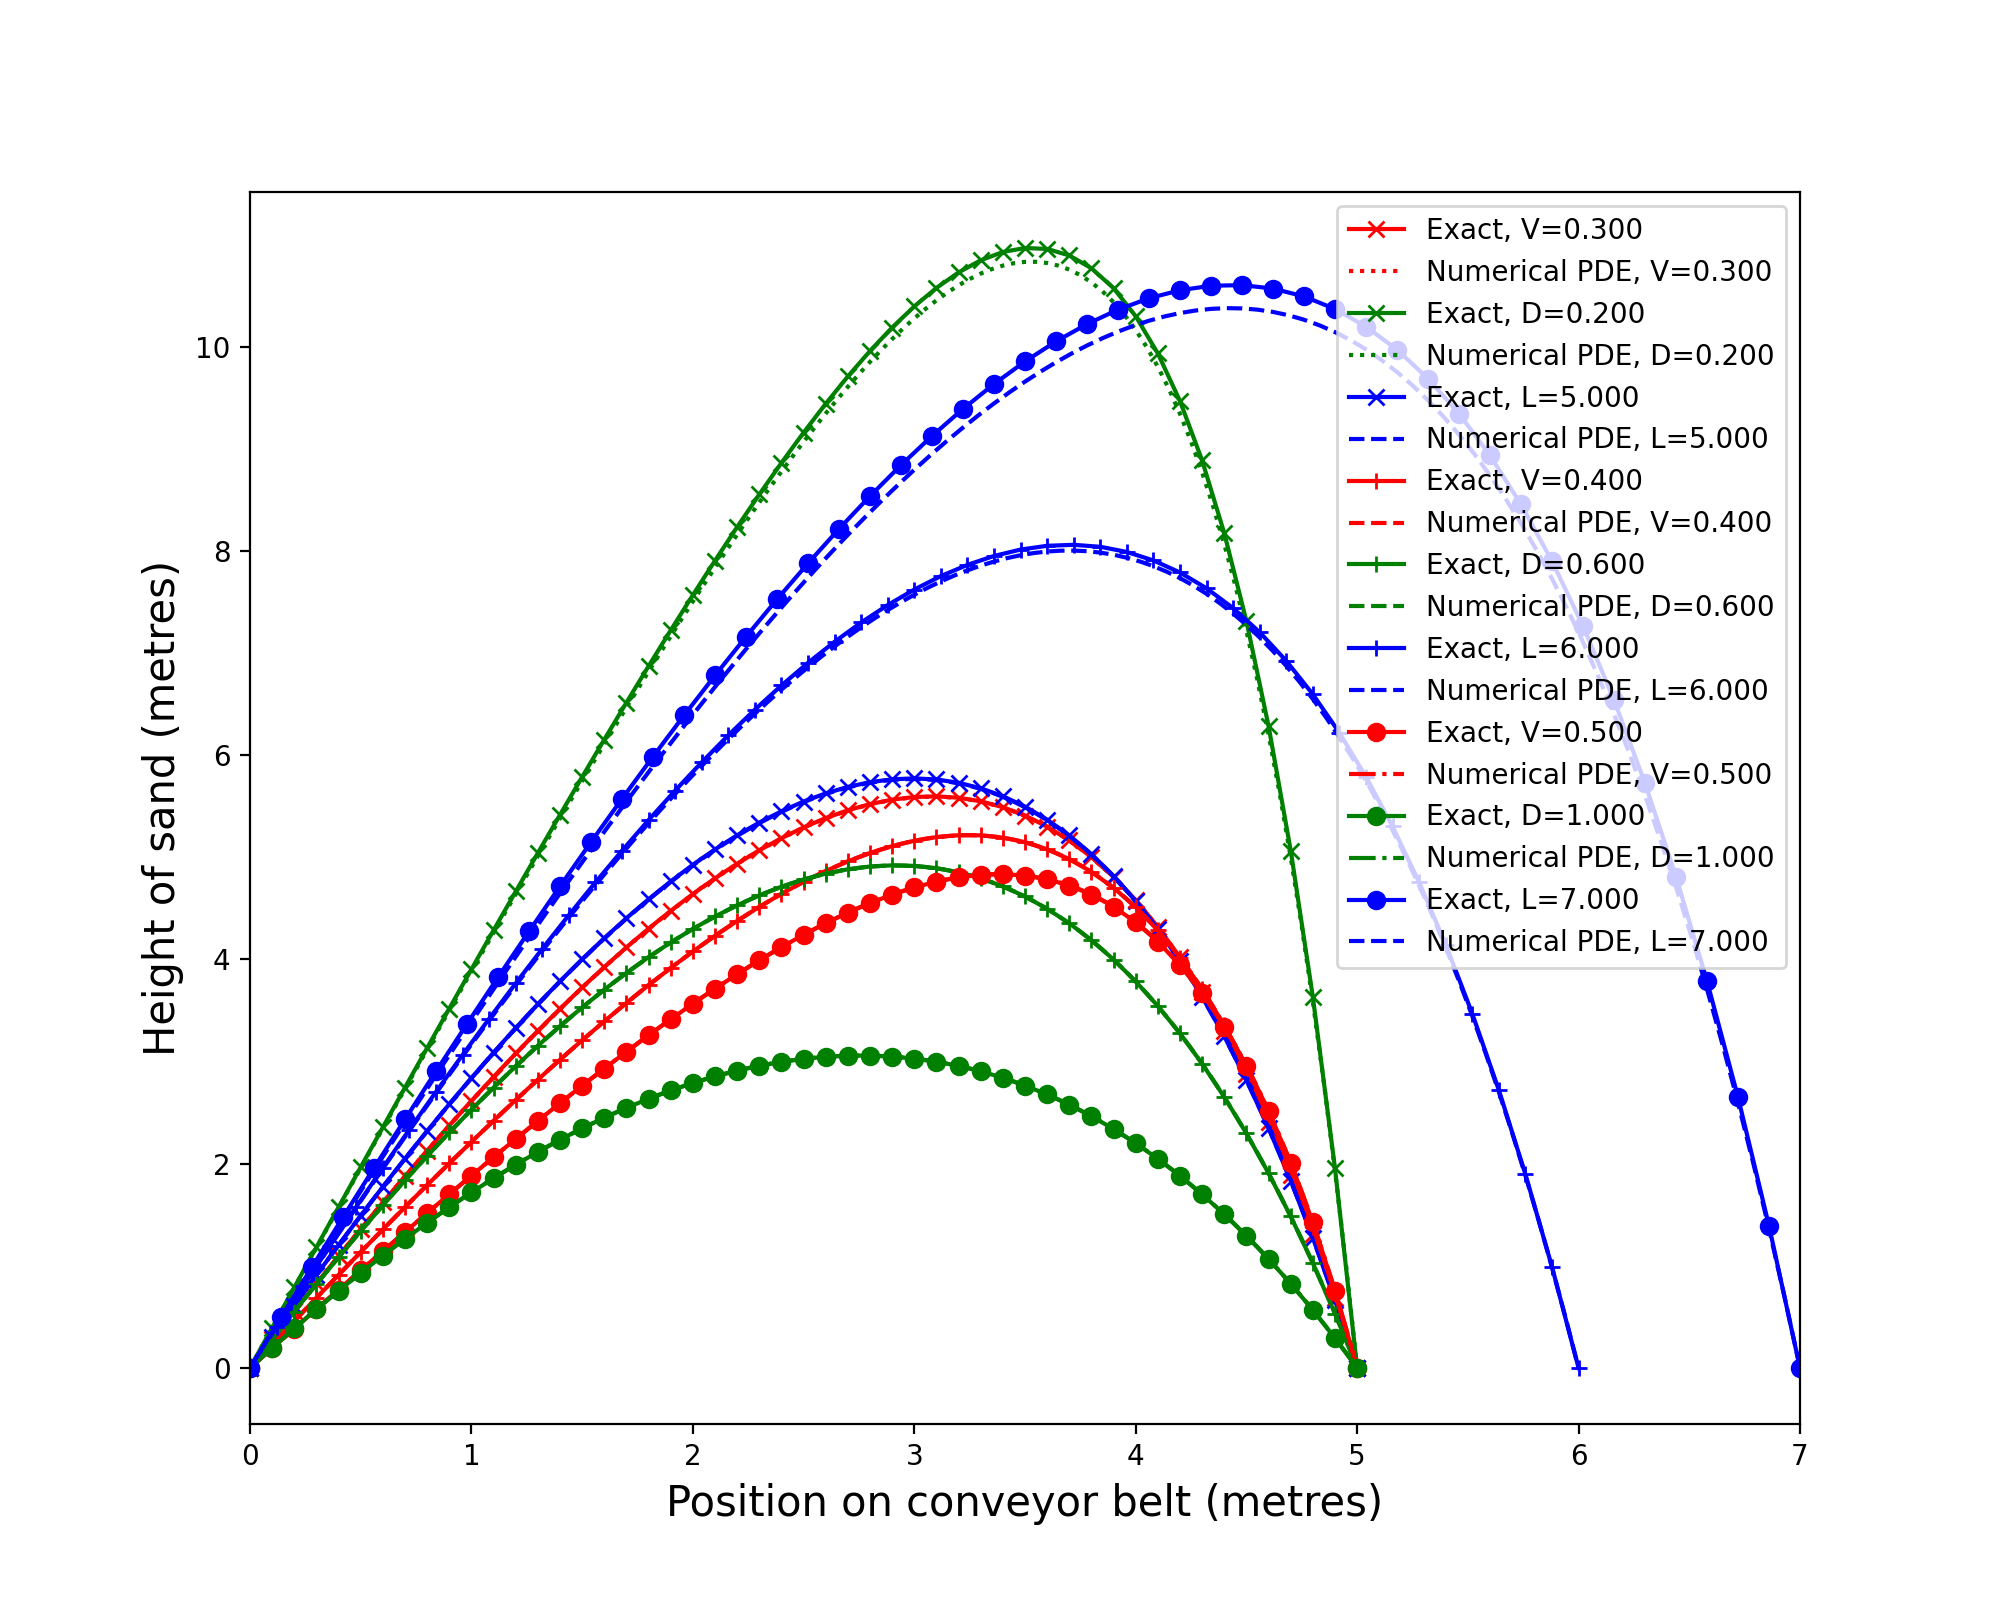 Exact, V=0.300
Numerical PDE, V=0.300
Exact, D=0.200
Numerical PDE, D=0.200
Exact, L=5.000
Numerical PDE, L=5.000
Exact, V=0.400
Numerical PDE, V=0.400
Exact, D=0.600
Numerical PDE, D=0.600
Exact, L=6.000
Numerical PDE, L=6.000
Exact, V=0.500
Numerical PDE, V=0.500
Exact, D=1.000
Numerical PDE, D=1.000
Exact, L=7.000
Numerical PDE, L=7.000
Height of sand (metres)
10
8
6
4
2
0
0 1 2 3 4 5 6 7
Position on conveyor belt (metres)